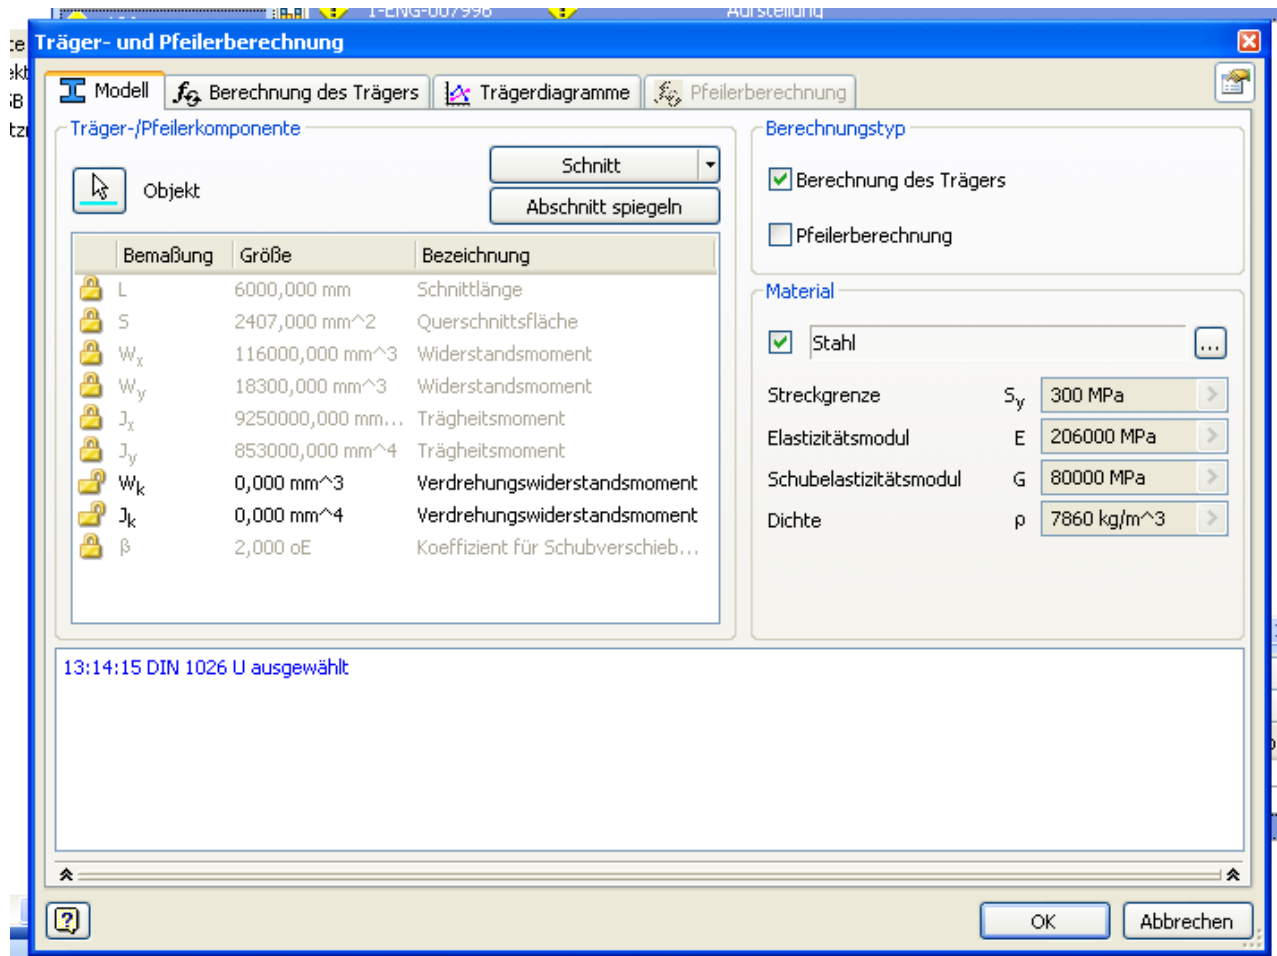 1-ENG-007996
Aufstellung
Träger- und Pfeilerberechnung
Modell
Berechnung des Trägers
Trägerdiagramme
Pfeilerberechnung
Träger-/Pfeilerkomponente
Objekt
Schnitt
Abschnitt spiegeln
Bemaßung Größe Bezeichnung
L 6000,000 mm Schnittlänge
S 2407,000 mm^2 Querschnittsfläche
Wx 116000,000 mm^3 Widerstandsmoment
Wy 18300,000 mm^3 Widerstandsmoment
Jx 9250000,000 mm... Trägheitsmoment
Jy 853000,000 mm^4 Trägheitsmoment
Wk 0,000 mm^3 Verdrehungswiderstandsmoment
Jk 0,000 mm^4 Verdrehungswiderstandsmoment
β 2,000 oE Koeffizient für Schubverschieb...
Berechnungstyp
Berechnung des Trägers
Pfeilerberechnung
Material
Stahl
...
Streckgrenze Sy 300 MPa
Elastizitätsmodul E 206000 MPa
Schubelastizitätsmodul G 80000 MPa
Dichte ρ 7860 kg/m^3
13:14:15 DIN 1026 U ausgewählt
OK
Abbrechen